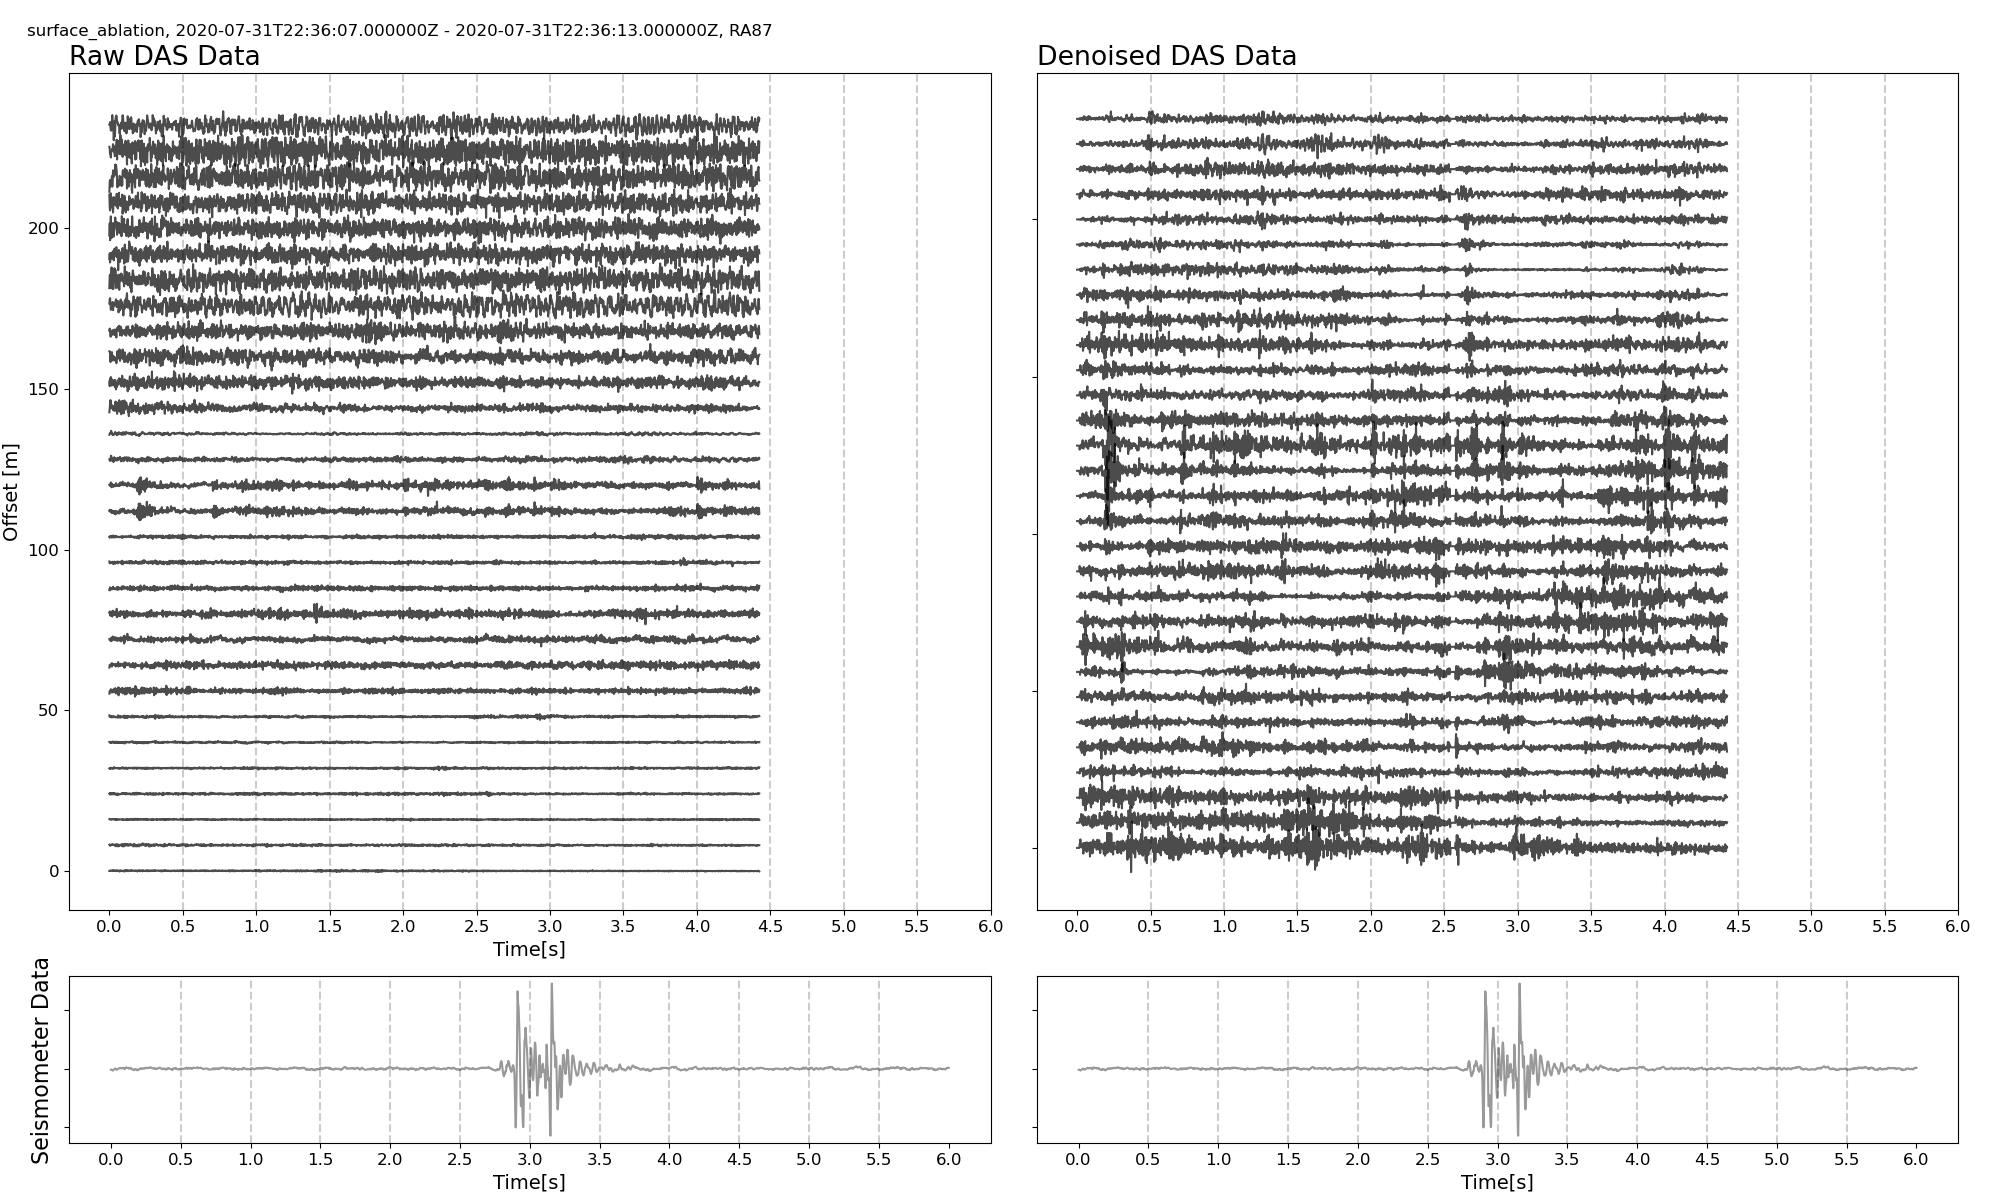 surface_ablation, 2020-07-31T22:36:07.000000Z - 2020-07-31T22:36:13.000000Z, RA87
Raw DAS Data
Denoised DAS Data
Offset [m]
200
150
100
50
0
0.0 0.5 1.0 1.5 2.0 2.5 3.0 3.5 4.0 4.5 5.0 5.5 6.0
0.0 0.5 1.0 1.5 2.0 2.5 3.0 3.5 4.0 4.5 5.0 5.5 6.0
Time[s]
Seismometer Data
0.0 0.5 1.0 1.5 2.0 2.5 3.0 3.5 4.0 4.5 5.0 5.5 6.0
0.0 0.5 1.0 1.5 2.0 2.5 3.0 3.5 4.0 4.5 5.0 5.5 6.0
Time[s]
Time[s]